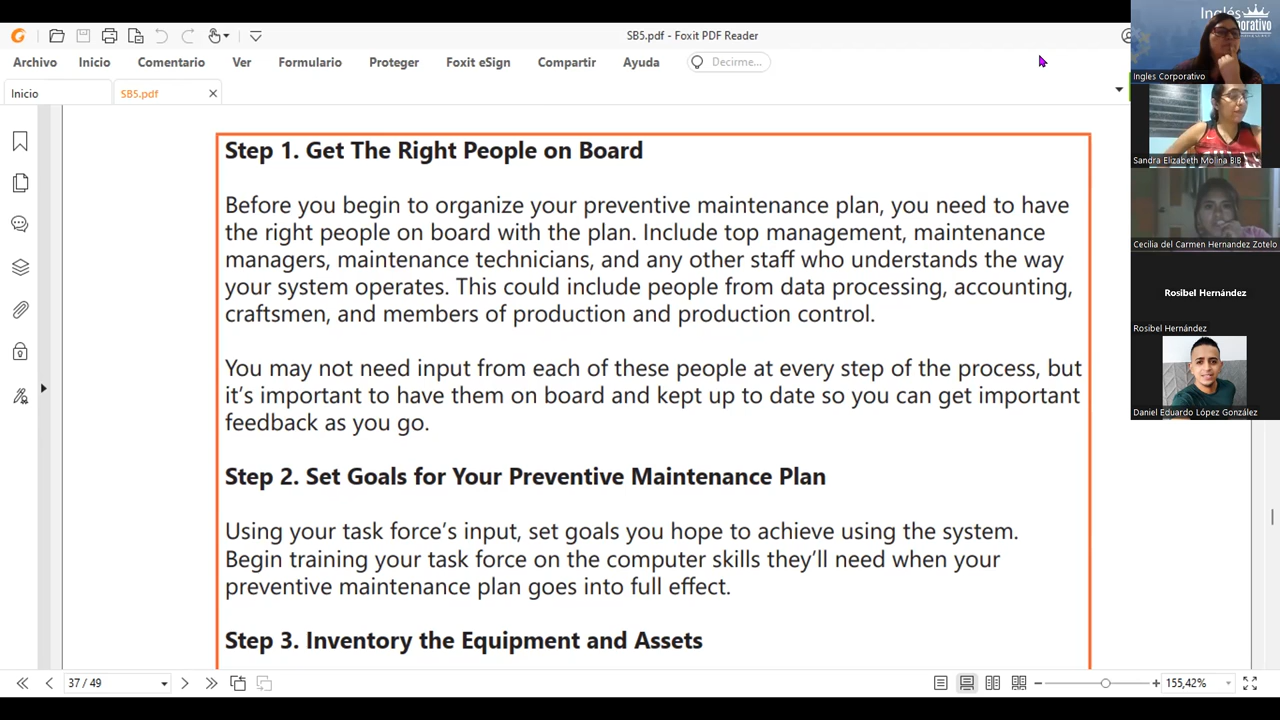 SB5.pdf - Foxit PDF Reader
Archivo Inicio Comentario Ver Formulario Proteger Foxit eSign Compartir Ayuda Decirme...
Inicio SB5.pdf
Step 1. Get The Right People on Board
Before you begin to organize your preventive maintenance plan, you need to have
the right people on board with the plan. Include top management, maintenance
managers, maintenance technicians, and any other staff who understands the way
your system operates. This could include people from data processing, accounting,
craftsmen, and members of production and production control.
You may not need input from each of these people at every step of the process, but
it's important to have them on board and kept up to date so you can get important
feedback as you go.
Step 2. Set Goals for Your Preventive Maintenance Plan
Using your task force's input, set goals you hope to achieve using the system.
Begin training your task force on the computer skills they'll need when your
preventive maintenance plan goes into full effect.
Step 3. Inventory the Equipment and Assets
37 / 49
155,42%
Inglés
Ingles Corporativo
Sandra Elizabeth Molina BIB
Cecilia del Carmen Hernandez Zotelo
Rosibel Hernández
Rosibel Hernández
Daniel Eduardo López González